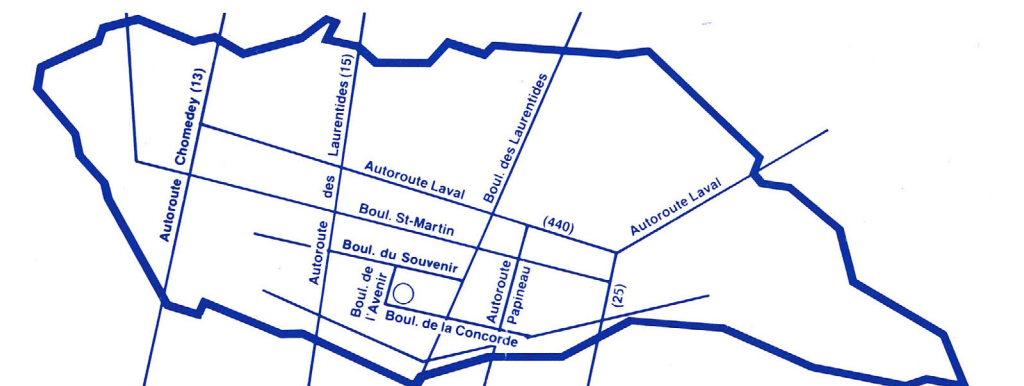 Autoroute Chomedey (13)
Autoroute des Laurentides (15)
Boul. des Laurentides
Autoroute Laval
(440)
Autoroute Laval
Boul. St-Martin
Boul. du Souvenir
Boul. de
l'Avenir
Boul. de la Concorde
Autoroute
Papineau
(25)